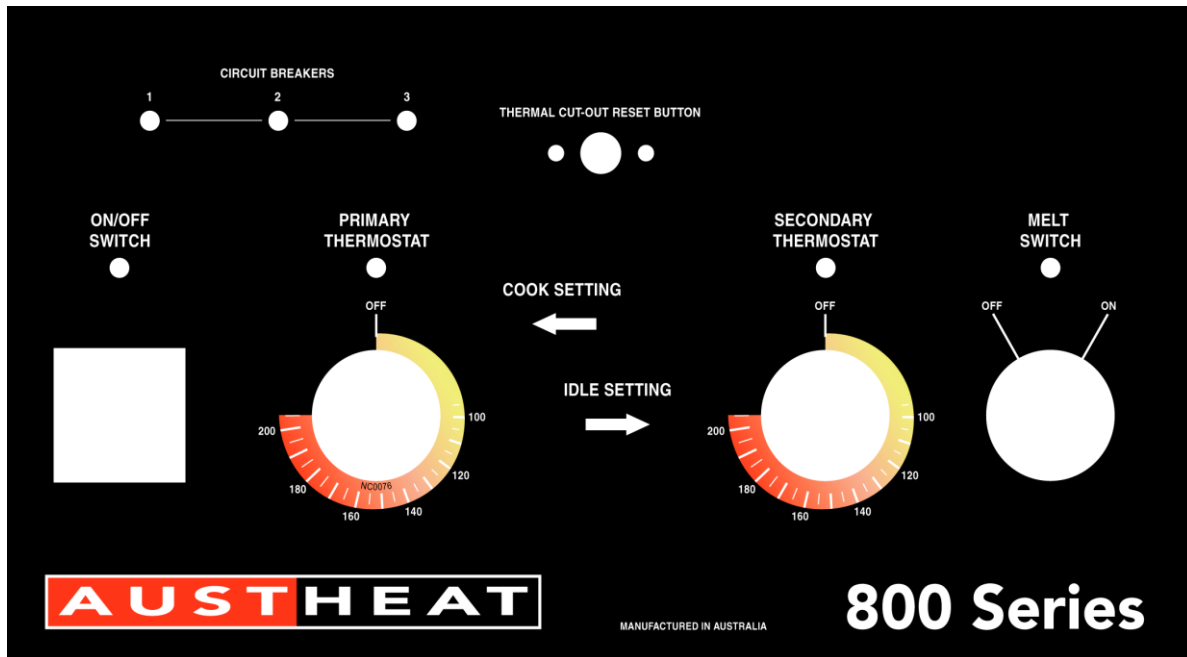 CIRCUIT BREAKERS
1 2 3
THERMAL CUT-OUT RESET BUTTON
ON/OFF
SWITCH
PRIMARY
THERMOSTAT
OFF
100
120
140
160
180
200
NC0076
COOK SETTING
IDLE SETTING
SECONDARY
THERMOSTAT
OFF
100
120
140
160
180
200
MELT
SWITCH
OFF ON
AUSTHEAT
MANUFACTURED IN AUSTRALIA
800 Series